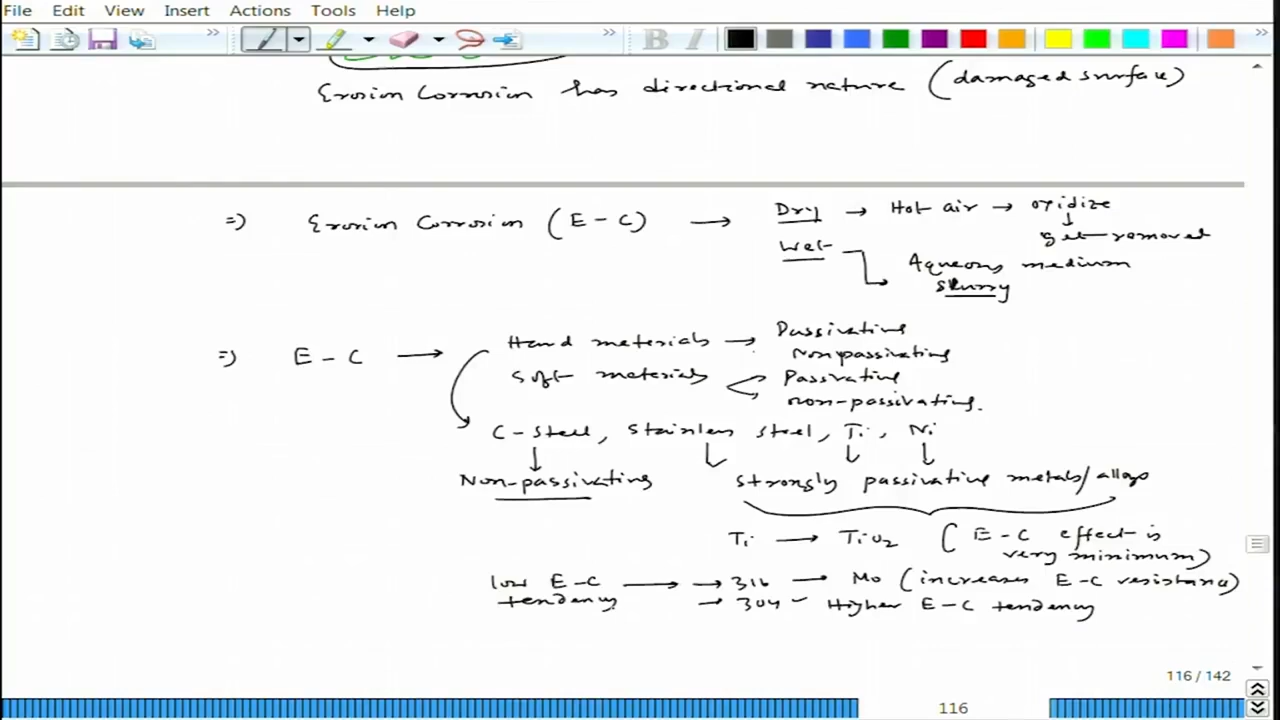 File Edit View Insert Actions Tools Help
Erosion Corrosion has directional nature (damaged surface)
=) Erosion Corrosion (E-C) → Dry → Hot air → oxidize
↓
get removed
Wet
Aqueous medium
slurry
=) E-C → Hard materials → Passivating
Nonpassivating
Soft materials Passivating
non-passivating.
C-Steel, Stainless steel, Ti, Ni
↓ ↓ ↓ ↓
Non-passivating Strongly passivating metals/alloys
Ti → TiO2 (E-C effect is
very minimum)
low E-C → → 316 — Mo (increases E-C resistance)
tendency → 304 - Higher E-C tendency
116 / 142
116